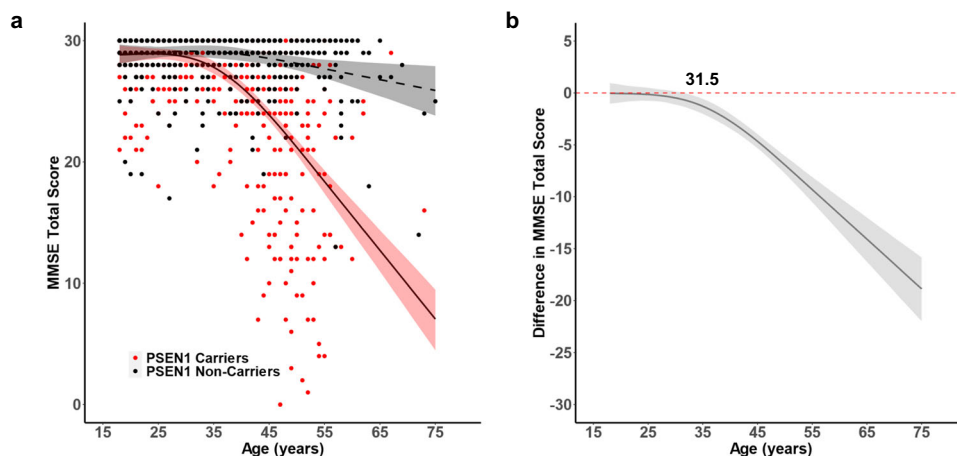 a
MMSE Total Score
30
20
10
0
PSEN1 Carriers
PSEN1 Non-Carriers
15 25 35 45 55 65 75
Age (years)
b
Difference in MMSE Total Score
5
0
-5
-10
-15
-20
-25
-30
31.5
15 25 35 45 55 65 75
Age (years)